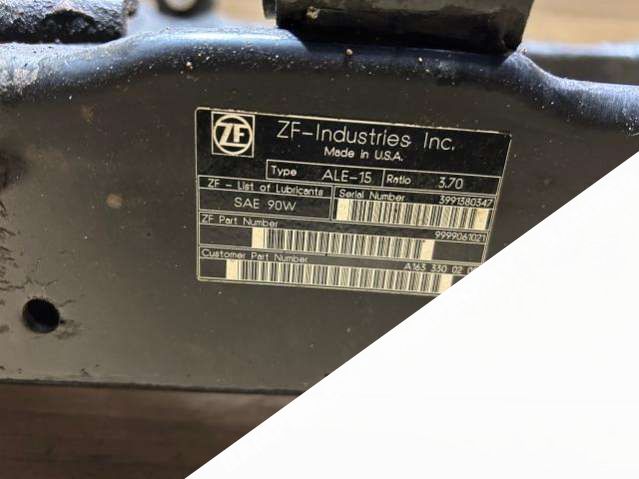 ZF
ZF-Industries Inc.
Made in U.S.A.
Type ALE-15 Ratio 3.70
ZF - List of Lubricants Serial Number 3991380347
SAE 90W
ZF Part Number 9999061021
Customer Part Number A163 330 02